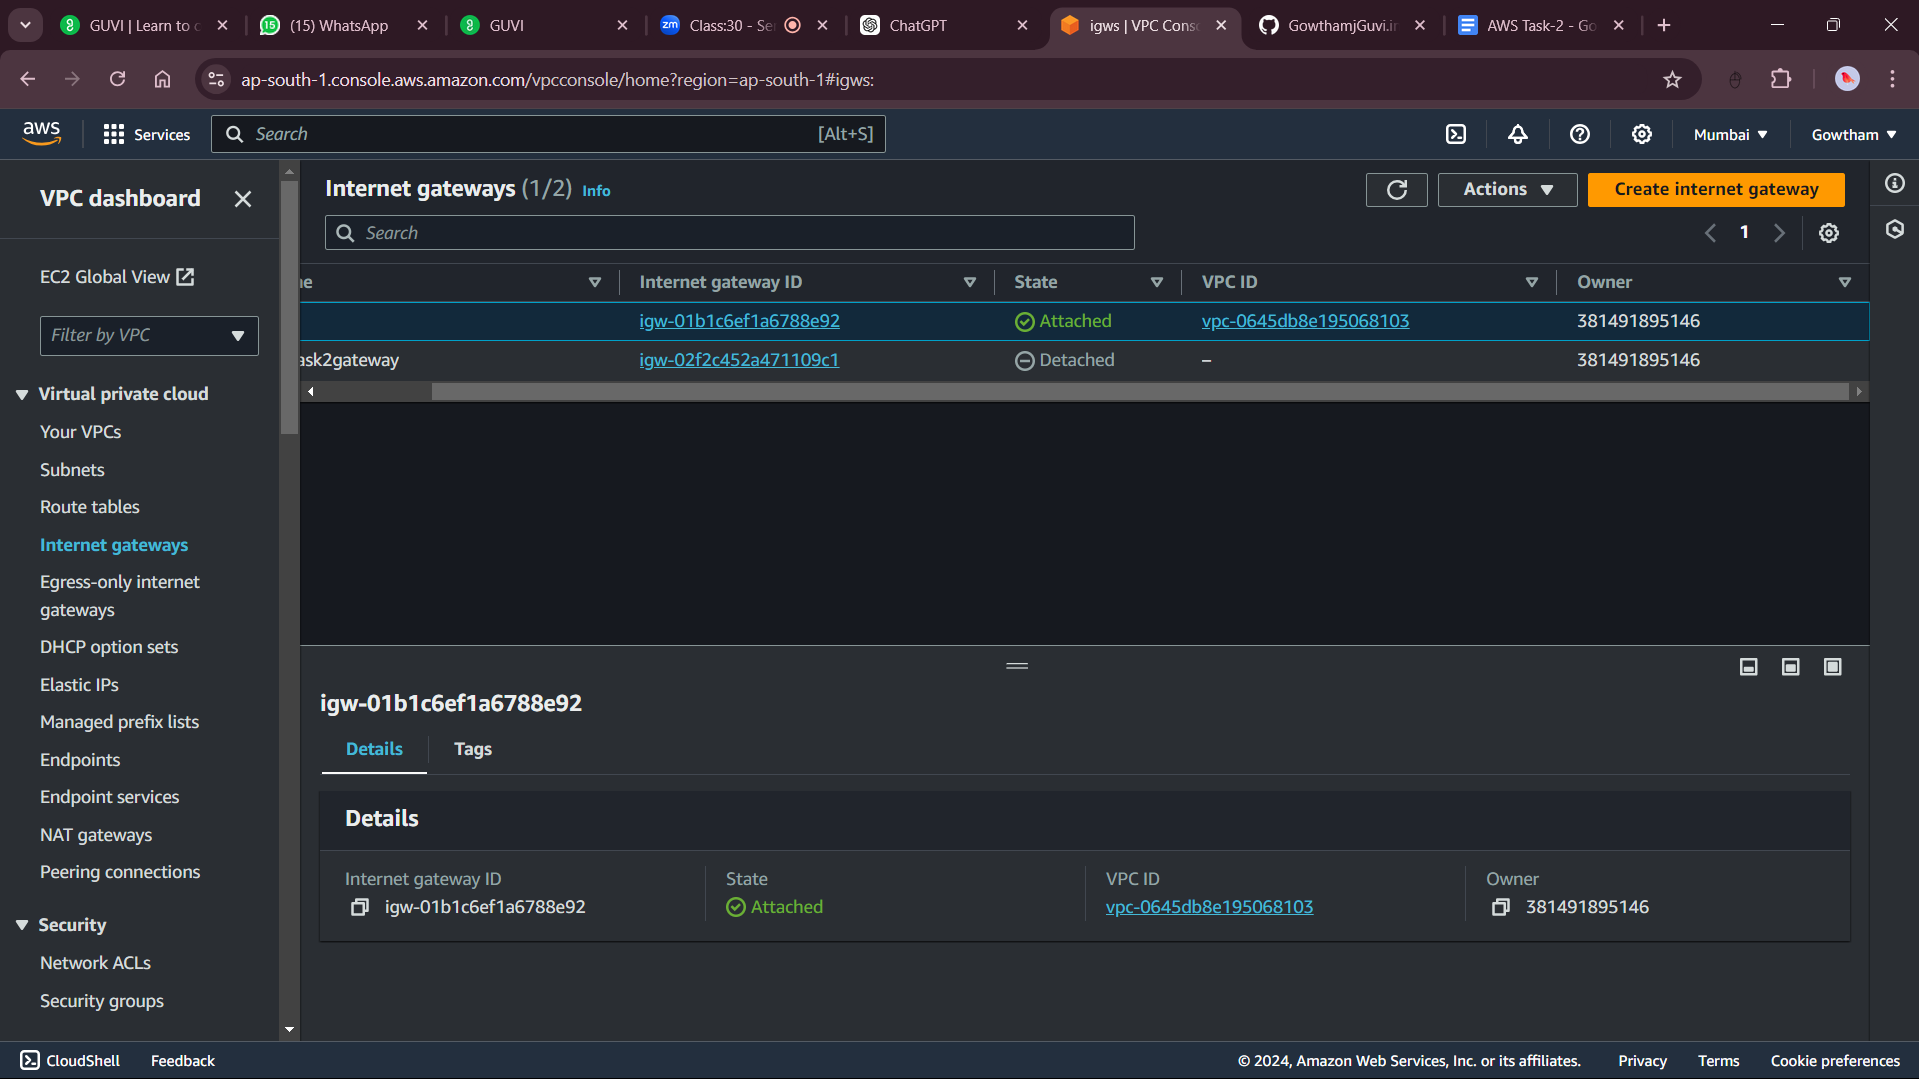 GUVI | Learn to c
(15) WhatsApp
GUVI
Class:30 - Se
ChatGPT
igws | VPC Cons
GowthamjGuvi.ir
AWS Task-2 - Go
ap-south-1.console.aws.amazon.com/vpcconsole/home?region=ap-south-1#igws:
aws
Services
Search
[Alt+S]
Mumbai
Gowtham
VPC dashboard
EC2 Global View
Filter by VPC
Virtual private cloud
Your VPCs
Subnets
Route tables
Internet gateways
Egress-only internet
gateways
DHCP option sets
Elastic IPs
Managed prefix lists
Endpoints
Endpoint services
NAT gateways
Peering connections
Security
Network ACLs
Security groups
Internet gateways (1/2) Info
Actions
Create internet gateway
Search
1
ne Internet gateway ID State VPC ID Owner
igw-01b1c6ef1a6788e92 Attached vpc-0645db8e195068103 381491895146
ask2gateway igw-02f2c452a471109c1 Detached – 381491895146
igw-01b1c6ef1a6788e92
Details
Tags
Details
Internet gateway ID
igw-01b1c6ef1a6788e92
State
Attached
VPC ID
vpc-0645db8e195068103
Owner
381491895146
CloudShell
Feedback
© 2024, Amazon Web Services, Inc. or its affiliates.
Privacy
Terms
Cookie preferences